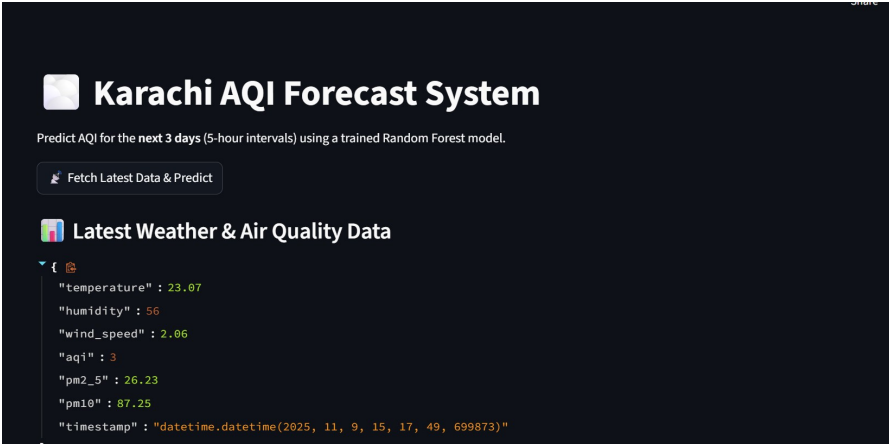 Share
Karachi AQI Forecast System
Predict AQI for the next 3 days (5-hour intervals) using a trained Random Forest model.
Fetch Latest Data & Predict
Latest Weather & Air Quality Data
{
"temperature" : 23.07
"humidity" : 56
"wind_speed" : 2.06
"aqi" : 3
"pm2_5" : 26.23
"pm10" : 87.25
"timestamp" : "datetime.datetime(2025, 11, 9, 15, 17, 49, 699873)"